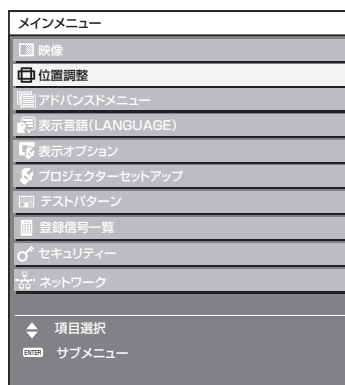 メインメニュー
映像
位置調整
アドバンスドメニュー
表示言語(LANGUAGE)
表示オプション
プロジェクターセットアップ
テストパターン
登録信号一覧
セキュリティー
ネットワーク
項目選択
ENTER サブメニュー